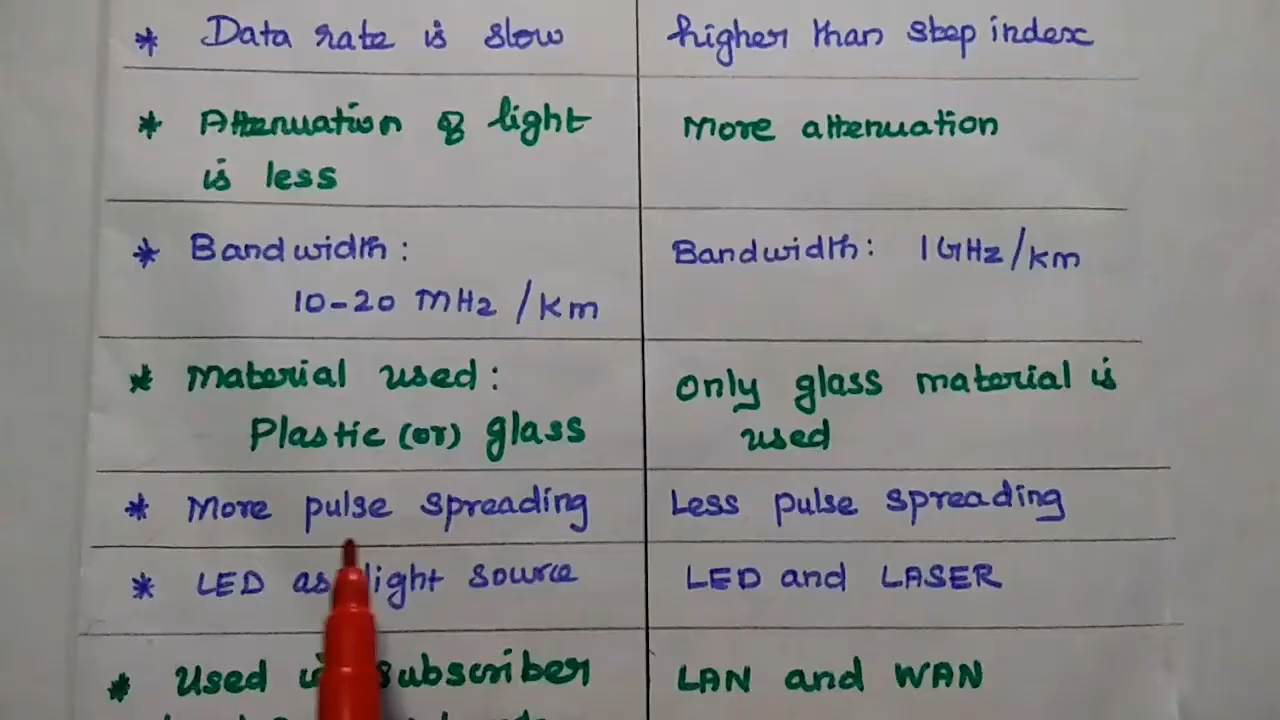 * Data rate is slow
higher than step index
* Attenuation of light
is less
More attenuation
* Bandwidth:
10-20 MHz/Km
Bandwidth: 1GHz/km
* Material used:
Plastic (or) glass
Only glass material is
used
* More pulse spreading
Less pulse spreading
* LED as light source
LED and LASER
* Used in subscriber
LAN and WAN